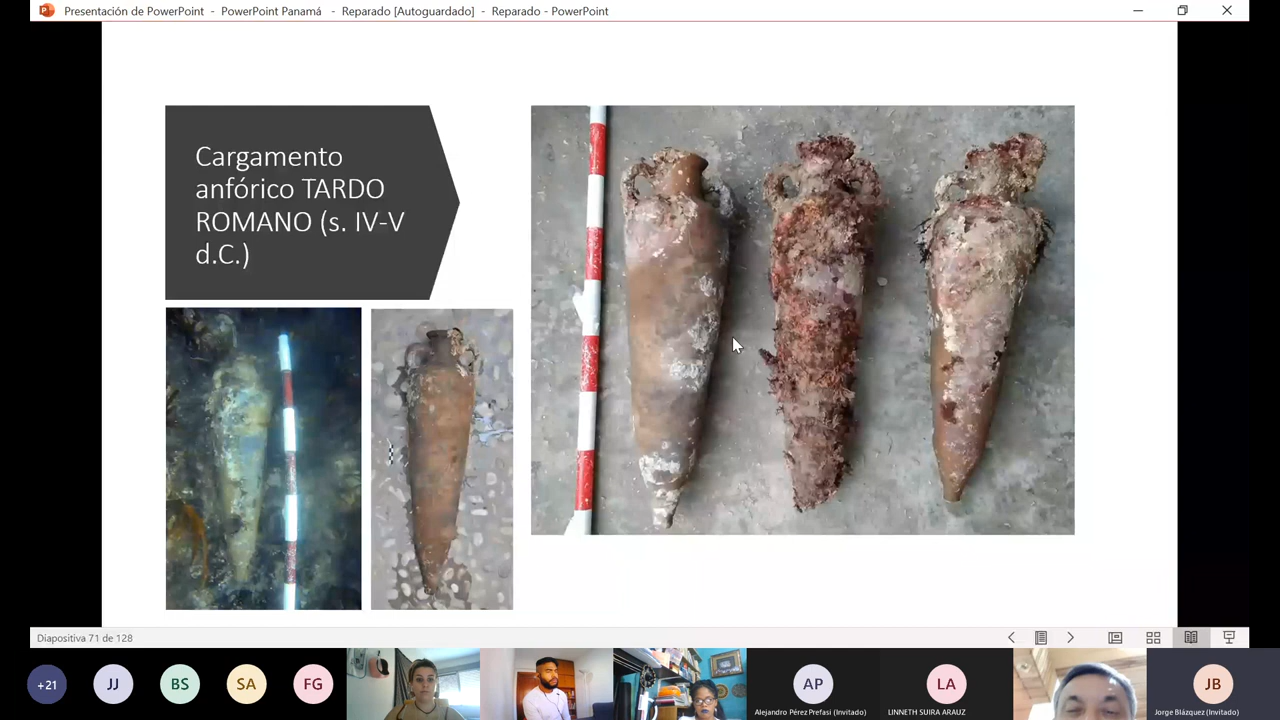 Presentación de PowerPoint - PowerPoint Panamá - Reparado [Autoguardado] - Reparado - PowerPoint
Cargamento
anfórico TARDO
ROMANO (s. IV-V
d.C.)
Diapositiva 71 de 128
+21
JJ
BS
SA
FG
AP
LA
JB
Alejandro Pérez Prefasi (Invitado)
LINNETH SUIRA ARAUZ
Jorge Blázquez (Invitado)